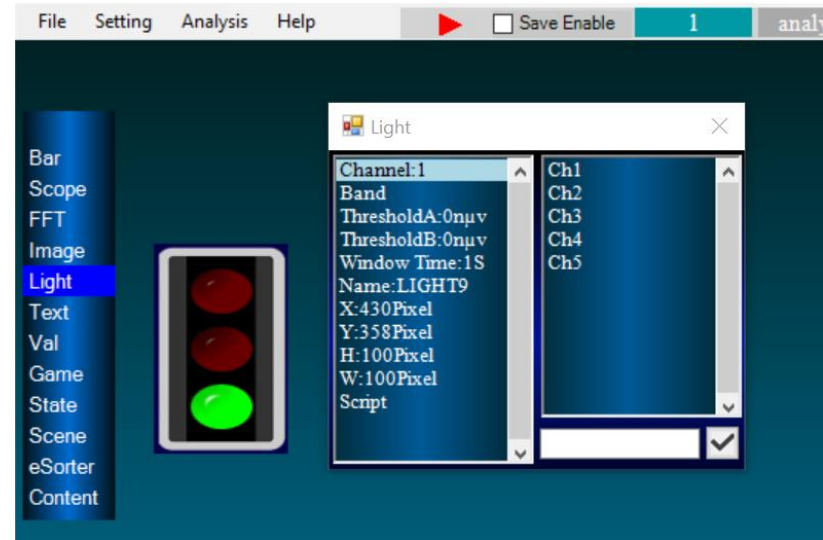 File Setting Analysis Help Save Enable 1
Bar
Scope
FFT
Image
Light
Text
Val
Game
State
Scene
eSorter
Content
Light
Channel:1
Band
ThresholdA:0nμv
ThresholdB:0nμv
Window Time:1S
Name:LIGHT9
X:430Pixel
Y:358Pixel
H:100Pixel
W:100Pixel
Script
Ch1
Ch2
Ch3
Ch4
Ch5